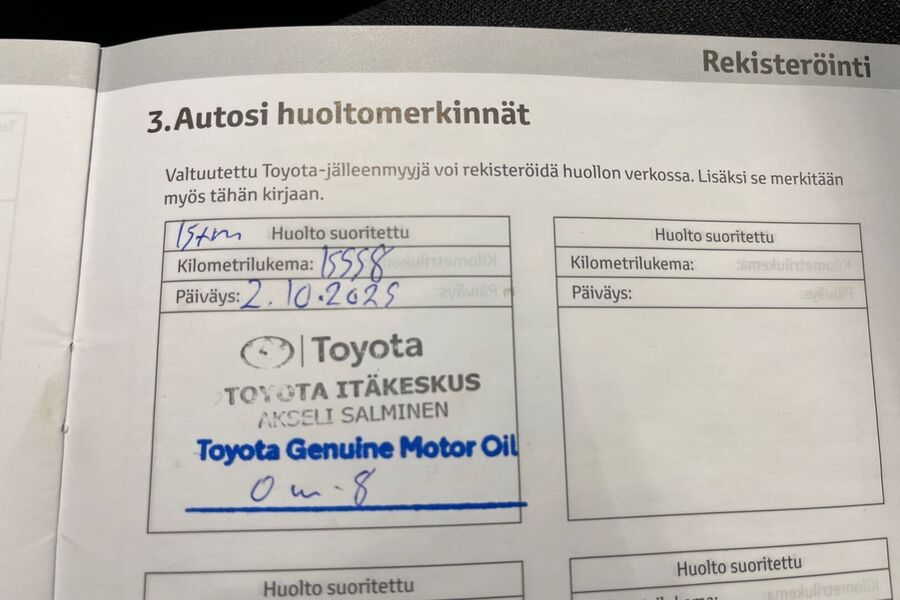 Rekisteröinti
3. Autosi huoltomerkinnät
Valtuutettu Toyota-jälleenmyyjä voi rekisteröidä huollon verkossa. Lisäksi se merkitään
myös tähän kirjaan.
15tkm Huolto suoritettu
Kilometrilukema: 15558
Päiväys: 2.10.2025
Toyota
TOYOTA ITÄKESKUS
AKSELI SALMINEN
Toyota Genuine Motor Oil
0w-8
Huolto suoritettu
Kilometrilukema:
Päiväys:
Huolto suoritettu
Huolto suoritettu